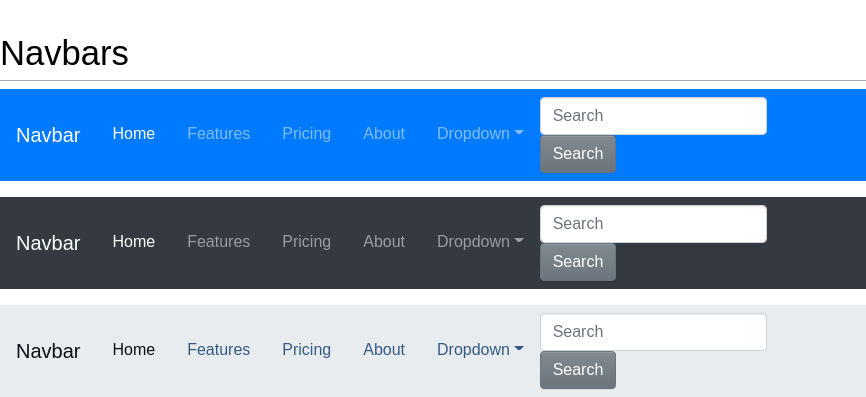 Navbars
Navbar Home Features Pricing About Dropdown Search
Search
Navbar Home Features Pricing About Dropdown Search
Search
Navbar Home Features Pricing About Dropdown Search
Search